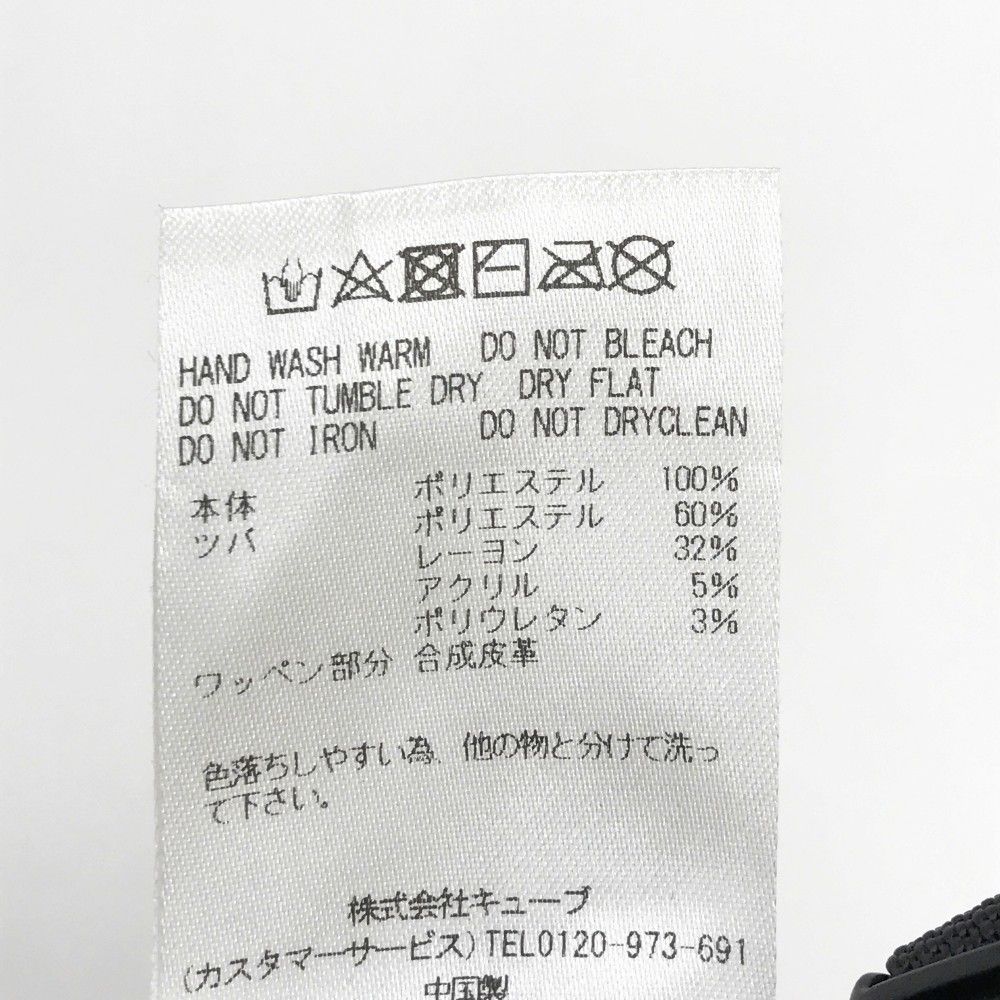 HAND WASH WARM DO NOT BLEACH
DO NOT TUMBLE DRY DRY FLAT
DO NOT IRON DO NOT DRYCLEAN
本体 ポリエステル 100%
ツバ ポリエステル 60%
レーヨン 32%
アクリル 5%
ポリウレタン 3%
ワッペン部分 合成皮革
色落ちしやすい為、他の物と分けて洗っ
て下さい。
株式会社キューブ
(カスタマーサービス)TEL0120-973-691
中国製